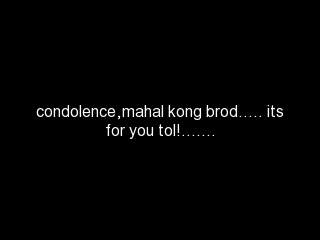 condolence,mahal kong brod..... its
for you tol!.......